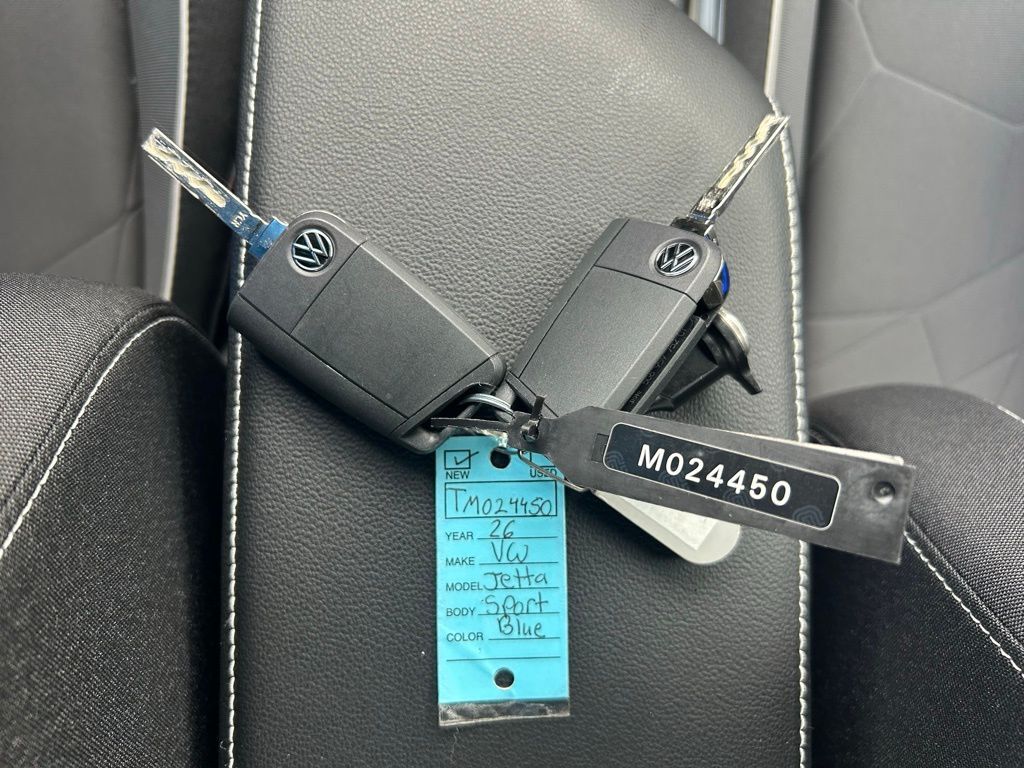 M024450
NEW
USED
TM024450
YEAR 26
MAKE VW
MODEL Jetta
BODY Sport
COLOR Blue